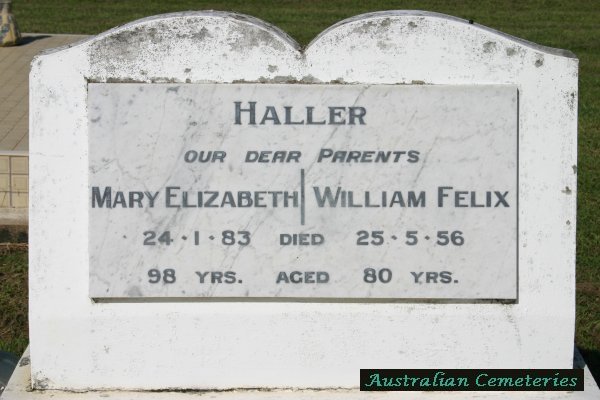 HALLER
OUR DEAR PARENTS
MARY ELIZABETH WILLIAM FELIX
24·1·83 DIED 25·5·56
98 YRS. AGED 80 YRS.
Australian Cemeteries